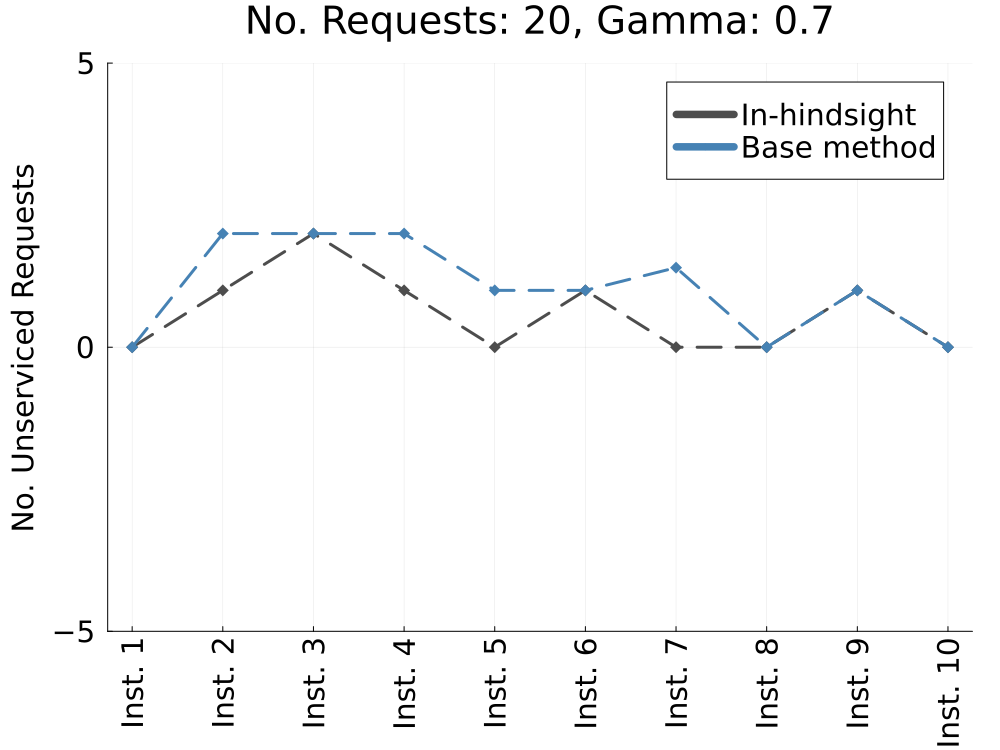 No. Requests: 20, Gamma: 0.7
In-hindsight
Base method
No. Unserviced Requests
5
0
−5
Inst. 1
Inst. 2
Inst. 3
Inst. 4
Inst. 5
Inst. 6
Inst. 7
Inst. 8
Inst. 9
Inst. 10